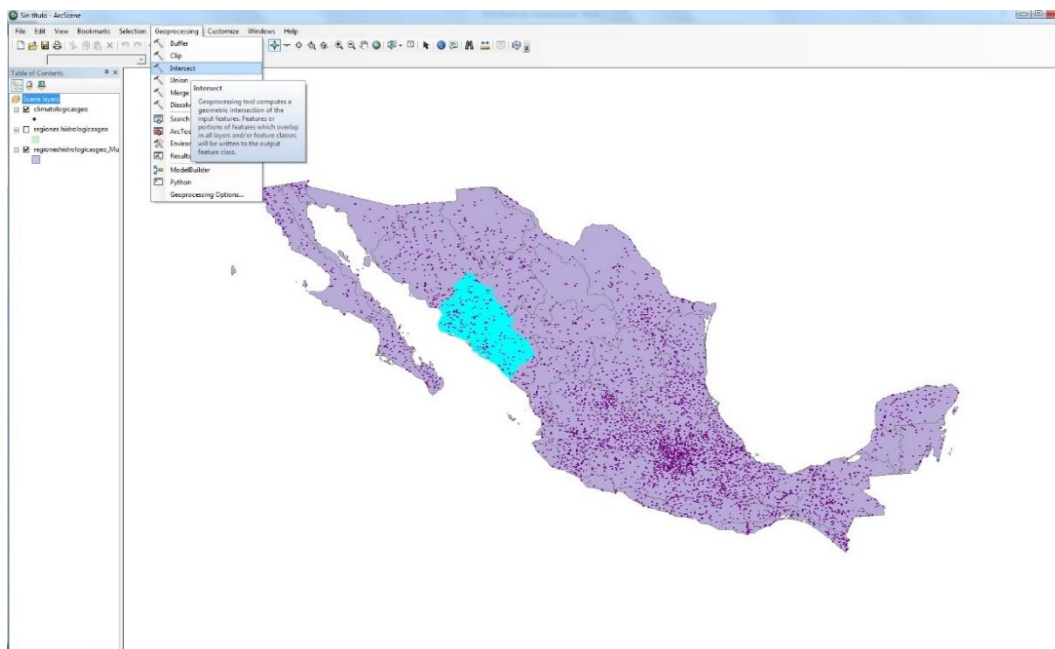 Sin título - ArcScene
File Edit View Bookmarks Selection Geoprocessing Customize Windows Help
Buffer
Clip
Intersect
Union
Merge
Dissolv
Search
ArcToo
Environ
Results
ModelBuilder
Python
Geoprocessing Options...
Intersect
Geoprocessing tool computes a
geometric intersection of the
input features. Features or
portions of features which overlap
in all layers and/or feature classes
will be written to the output
feature class.
Table of Contents
Scene layers
climatologicasgeo
regiones hidrologicasgeo
regioneshidrologicasgeo_Mu